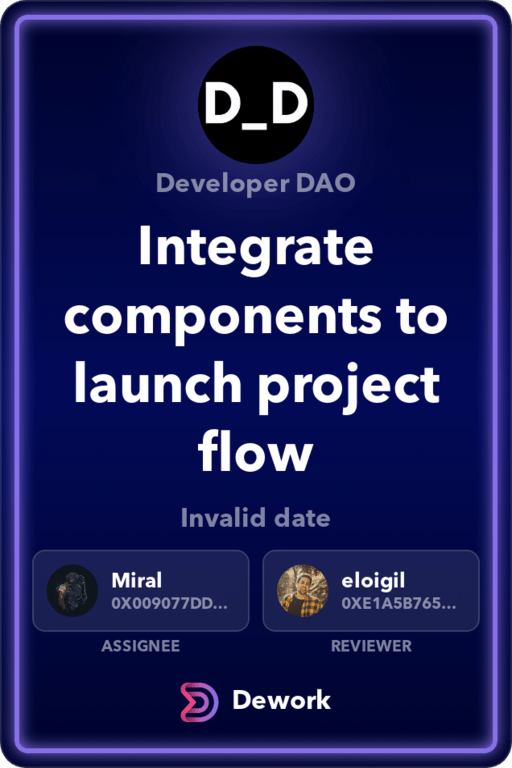 D_D
Developer DAO
Integrate
components to
launch project
flow
Invalid date
Miral
0X009077DD...
eloigil
0XE1A5B765...
ASSIGNEE
REVIEWER
Dework